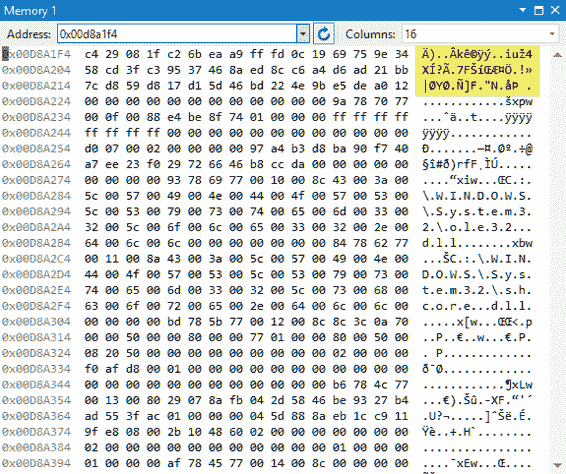 Memory 1
Address: 0x00d8a1f4 Columns: 16
0x00D8A1F4 c4 29 08 1f c2 6b ea a9 ff fd 0c 19 69 75 9e 34 Ä)..Âkê©ÿý..iuž4
0x00D8A204 58 cd 3f c3 95 37 46 8a ed 8c c6 a4 d6 ad 21 bb XÍ?Ã.7FŠíŒÆ¤Ö.!»
0x00D8A214 7c d8 59 d8 17 d1 5d 46 bd 22 4e 9b e5 de a0 12 |ØYØ.Ñ]F."N.åÞ .
0x00D8A224 00 00 00 00 00 00 00 00 00 00 00 00 9a 78 70 77 ............šxpw
0x00D8A234 00 0f 00 88 e4 be 8f 74 01 00 00 00 ff ff ff ff ...ˆä..t....ÿÿÿÿ
0x00D8A244 ff ff ff ff 00 00 00 00 00 00 00 00 00 00 00 00 ÿÿÿÿ............
0x00D8A254 d0 07 00 02 00 00 00 00 97 a4 b3 d8 ba 90 f7 40 Ð.......—¤.Øº.÷@
0x00D8A264 a7 ee 23 f0 29 72 66 46 b8 cc da 00 00 00 00 00 §î#ð)rfF¸ÌÚ.....
0x00D8A274 00 00 00 00 93 78 69 77 00 10 00 8c 43 00 3a 00 ....“xiw...ŒC.:.
0x00D8A284 5c 00 57 00 49 00 4e 00 44 00 4f 00 57 00 53 00 \.W.I.N.D.O.W.S.
0x00D8A294 5c 00 53 00 79 00 73 00 74 00 65 00 6d 00 33 00 \.S.y.s.t.e.m.3.
0x00D8A2A4 32 00 5c 00 6f 00 6c 00 65 00 33 00 32 00 2e 00 2.\.o.l.e.3.2...
0x00D8A2B4 64 00 6c 00 6c 00 00 00 00 00 00 00 84 78 62 77 d.l.l........xbw
0x00D8A2C4 00 11 00 8a 43 00 3a 00 5c 00 57 00 49 00 4e 00 ...ŠC.:.\.W.I.N.
0x00D8A2D4 44 00 4f 00 57 00 53 00 5c 00 53 00 79 00 73 00 D.O.W.S.\.S.y.s.
0x00D8A2E4 74 00 65 00 6d 00 33 00 32 00 5c 00 73 00 68 00 t.e.m.3.2.\.s.h.
0x00D8A2F4 63 00 6f 00 72 00 65 00 2e 00 64 00 6c 00 6c 00 c.o.r.e...d.l.l.
0x00D8A304 00 00 00 00 bd 78 5b 77 00 12 00 8c 8c 3c 0a 70 .....x[w...ŒŒ<.p
0x00D8A314 00 00 50 00 00 80 00 00 77 01 00 00 80 00 00 50 ..P..€..w...€..P
0x00D8A324 08 20 50 00 00 00 00 00 00 00 00 00 02 00 00 00 . P.............
0x00D8A334 f0 af d8 00 01 00 00 00 00 00 00 00 00 00 00 00 ð¯Ø.............
0x00D8A344 00 00 00 00 00 00 00 00 00 00 00 00 b6 78 4c 77 ............¶xLw
0x00D8A354 00 13 00 80 29 07 8a fb 04 2d 58 46 be 93 27 b4 ...€).Šû.-XF.“'´
0x00D8A364 ad 55 3f ac 01 00 00 00 04 5d 88 8a eb 1c c9 11 .U?¬.....]ˆŠë.É.
0x00D8A374 9f e8 08 00 2b 10 48 60 02 00 00 00 00 00 00 00 Ÿè..+.H`........
0x00D8A384 02 00 00 00 00 00 00 00 00 00 00 00 01 00 00 00 ................
0x00D8A394 01 00 00 00 af 78 45 77 00 14 00 8c 00 00 00 00 ....¯xEw...Œ....